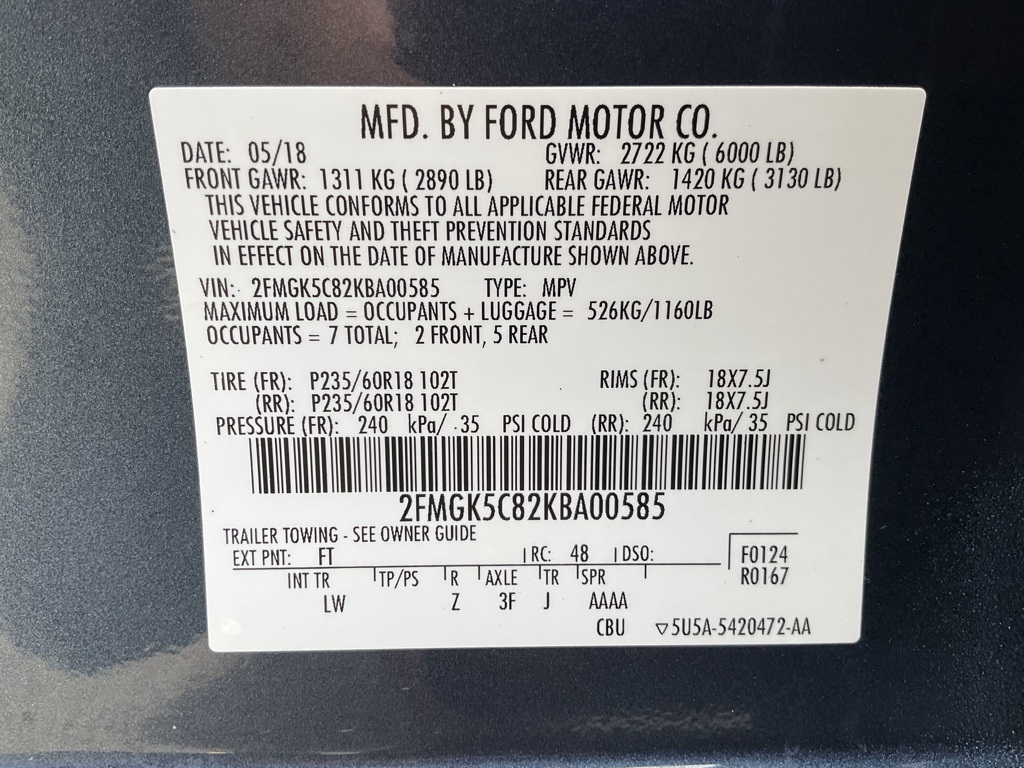 MFD. BY FORD MOTOR CO.
DATE: 05/18 GVWR: 2722 KG ( 6000 LB)
FRONT GAWR: 1311 KG ( 2890 LB) REAR GAWR: 1420 KG ( 3130 LB)
THIS VEHICLE CONFORMS TO ALL APPLICABLE FEDERAL MOTOR
VEHICLE SAFETY AND THEFT PREVENTION STANDARDS
IN EFFECT ON THE DATE OF MANUFACTURE SHOWN ABOVE.
VIN: 2FMGK5C82KBA00585 TYPE: MPV
MAXIMUM LOAD = OCCUPANTS + LUGGAGE = 526KG/1160LB
OCCUPANTS = 7 TOTAL; 2 FRONT, 5 REAR
TIRE (FR): P235/60R18 102T RIMS (FR): 18X7.5J
(RR): P235/60R18 102T (RR): 18X7.5J
PRESSURE (FR): 240 kPa/ 35 PSI COLD (RR): 240 kPa/ 35 PSI COLD
2FMGK5C82KBA00585
TRAILER TOWING - SEE OWNER GUIDE
EXT PNT: FT RC: 48 DSO: F0124
INT TR TP/PS R AXLE TR SPR R0167
LW Z 3F J AAAA
CBU ▽5U5A-5420472-AA